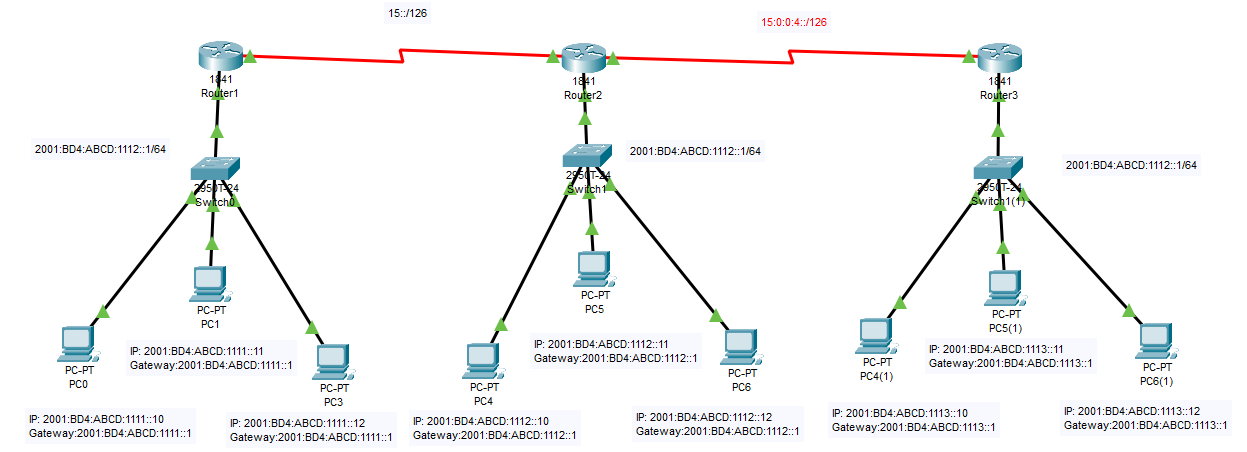 15::/126
15:0:0:4::/126
1841
Router1
1841
Router2
1841
Router3
2001:BD4:ABCD:1112::1/64
2001:BD4:ABCD:1112::1/64
2001:BD4:ABCD:1112::1/64
2950T-24
Switch0
2950T-24
Switch1
2950T-24
Switch1(1)
PC-PT
PC1
PC-PT
PC5
PC-PT
PC5(1)
PC-PT
PC0
PC-PT
PC3
PC-PT
PC4
PC-PT
PC6
PC-PT
PC4(1)
PC-PT
PC6(1)
IP: 2001:BD4:ABCD:1111::11
Gateway:2001:BD4:ABCD:1111::1
IP: 2001:BD4:ABCD:1112::11
Gateway:2001:BD4:ABCD:1112::1
IP: 2001:BD4:ABCD:1113::11
Gateway:2001:BD4:ABCD:1113::1
IP: 2001:BD4:ABCD:1111::10
Gateway:2001:BD4:ABCD:1111::1
IP: 2001:BD4:ABCD:1111::12
Gateway:2001:BD4:ABCD:1111::1
IP: 2001:BD4:ABCD:1112::10
Gateway:2001:BD4:ABCD:1112::1
IP: 2001:BD4:ABCD:1112::12
Gateway:2001:BD4:ABCD:1112::1
IP: 2001:BD4:ABCD:1113::10
Gateway:2001:BD4:ABCD:1113::1
IP: 2001:BD4:ABCD:1113::12
Gateway:2001:BD4:ABCD:1113::1